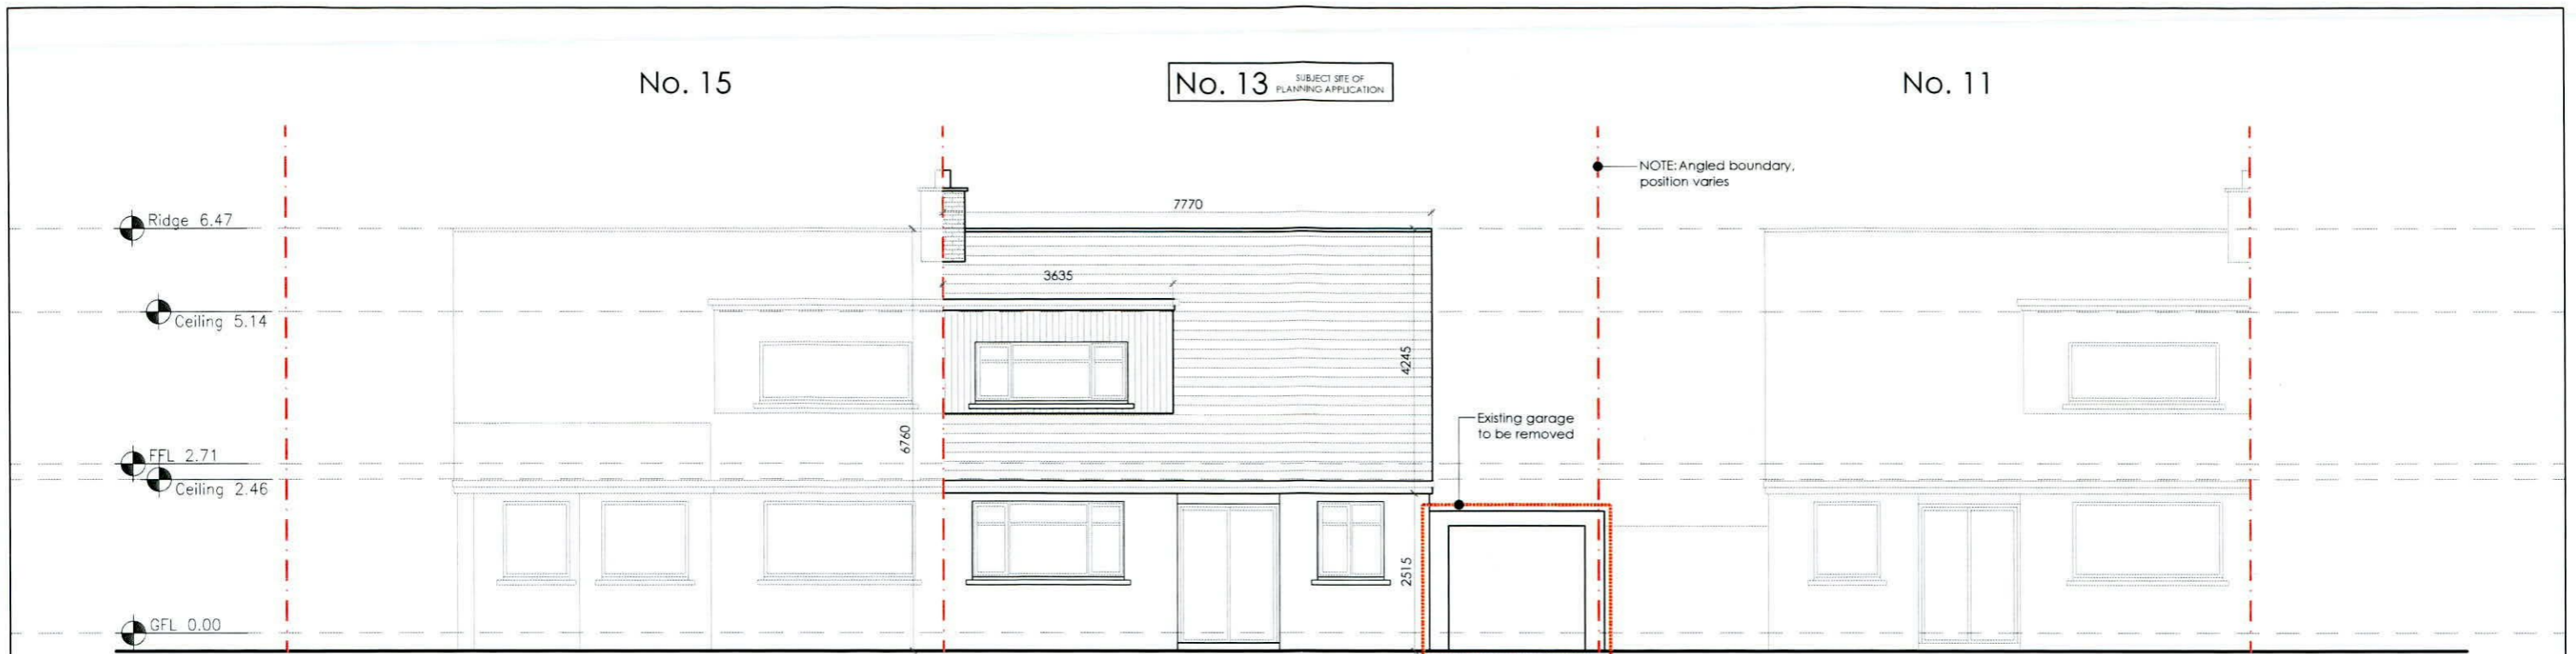 No. 15
No. 13
SUBJECT SITE OF
PLANNING APPLICATION
No. 11
NOTE: Angled boundary,
position varies
7770
Ridge 6.47
3635
Ceiling 5.14
4245
Existing garage
to be removed
6760
FFL 2.71
Ceiling 2.46
2515
GFL 0.00